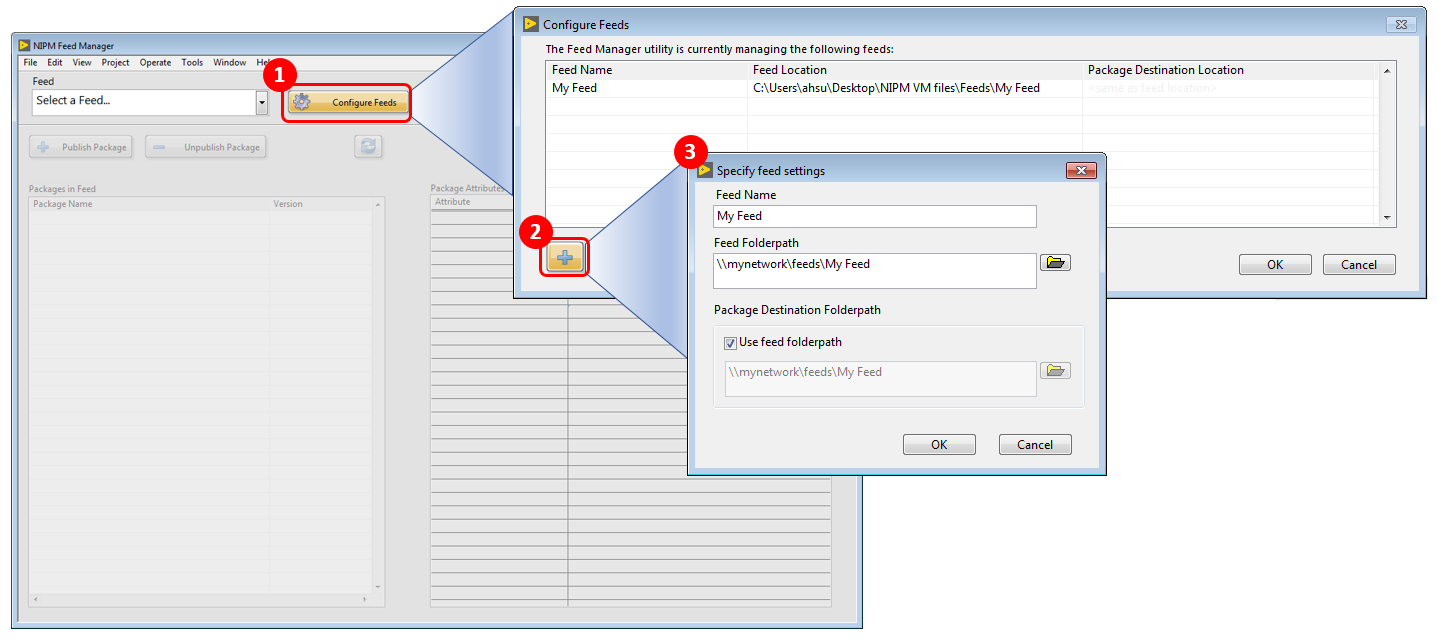 NIPM Feed Manager
File Edit View Project Operate Tools Window Hel
1
Feed
Select a Feed...
Configure Feeds
Publish Package
Unpublish Package
Packages in Feed
Package Name Version
Package Attributes
Attribute
Configure Feeds
The Feed Manager utility is currently managing the following feeds:
Feed Name Feed Location Package Destination Location
My Feed C:\Users\ahsu\Desktop\NIPM VM files\Feeds\My Feed <same as feed location>
2
OK Cancel
3
Specify feed settings
Feed Name
My Feed
Feed Folderpath
\\mynetwork\feeds\My Feed
Package Destination Folderpath
Use feed folderpath
\\mynetwork\feeds\My Feed
OK Cancel